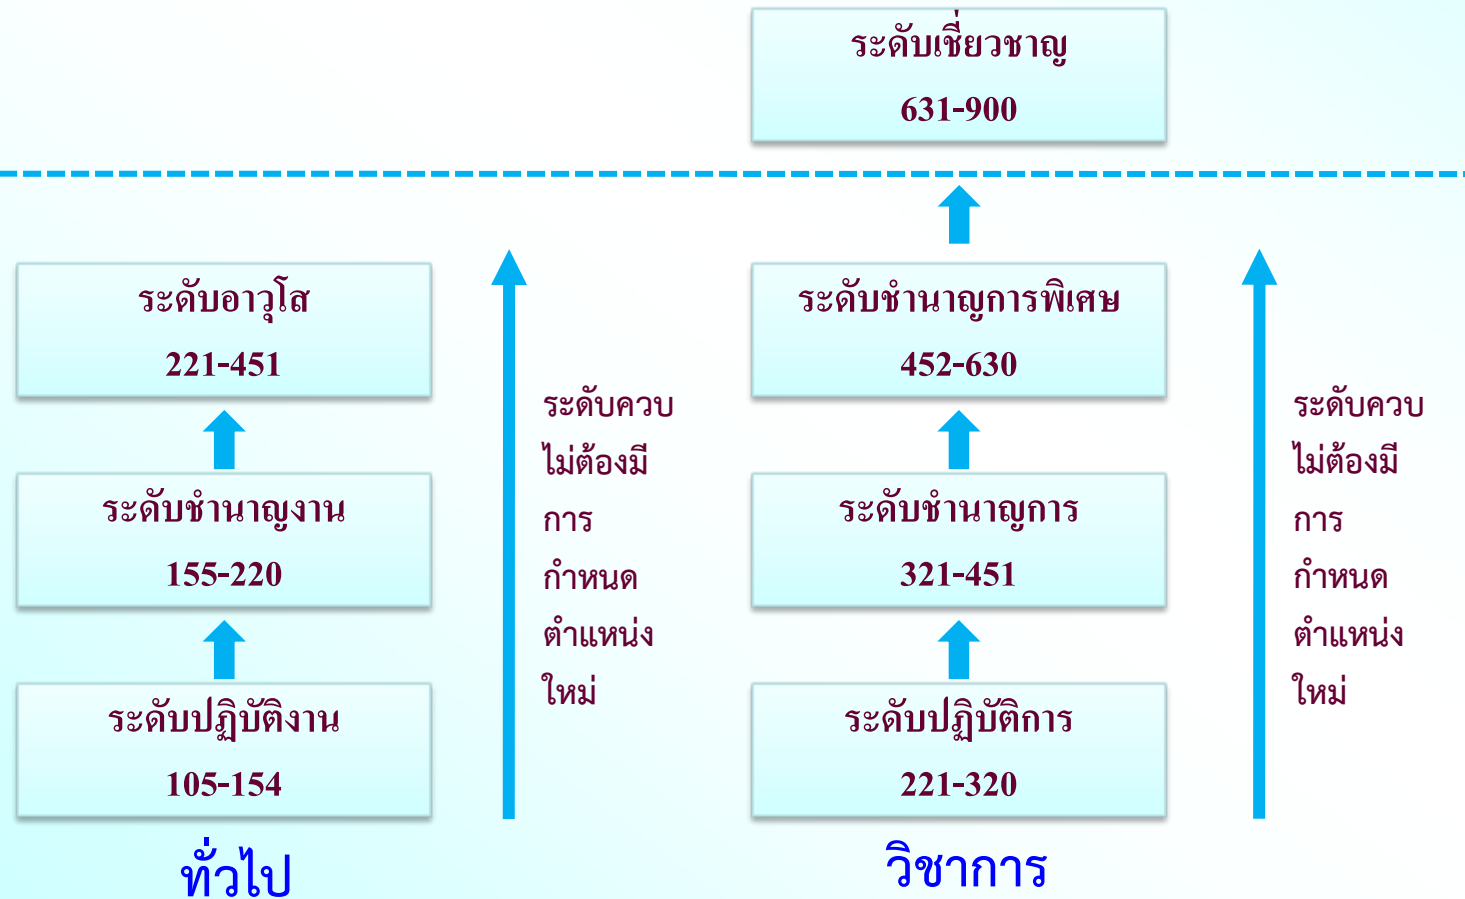 ระดับเชี่ยวชาญ
631-900
ระดับอาวุโส
221-451
ระดับชำนาญงาน
155-220
ระดับปฏิบัติงาน
105-154
ทั่วไป
ระดับควบ
ไม่ต้องมี
การ
กำหนด
ตำแหน่ง
ใหม่
ระดับชำนาญการพิเศษ
452-630
ระดับชำนาญการ
321-451
ระดับปฏิบัติการ
221-320
วิชาการ
ระดับควบ
ไม่ต้องมี
การ
กำหนด
ตำแหน่ง
ใหม่